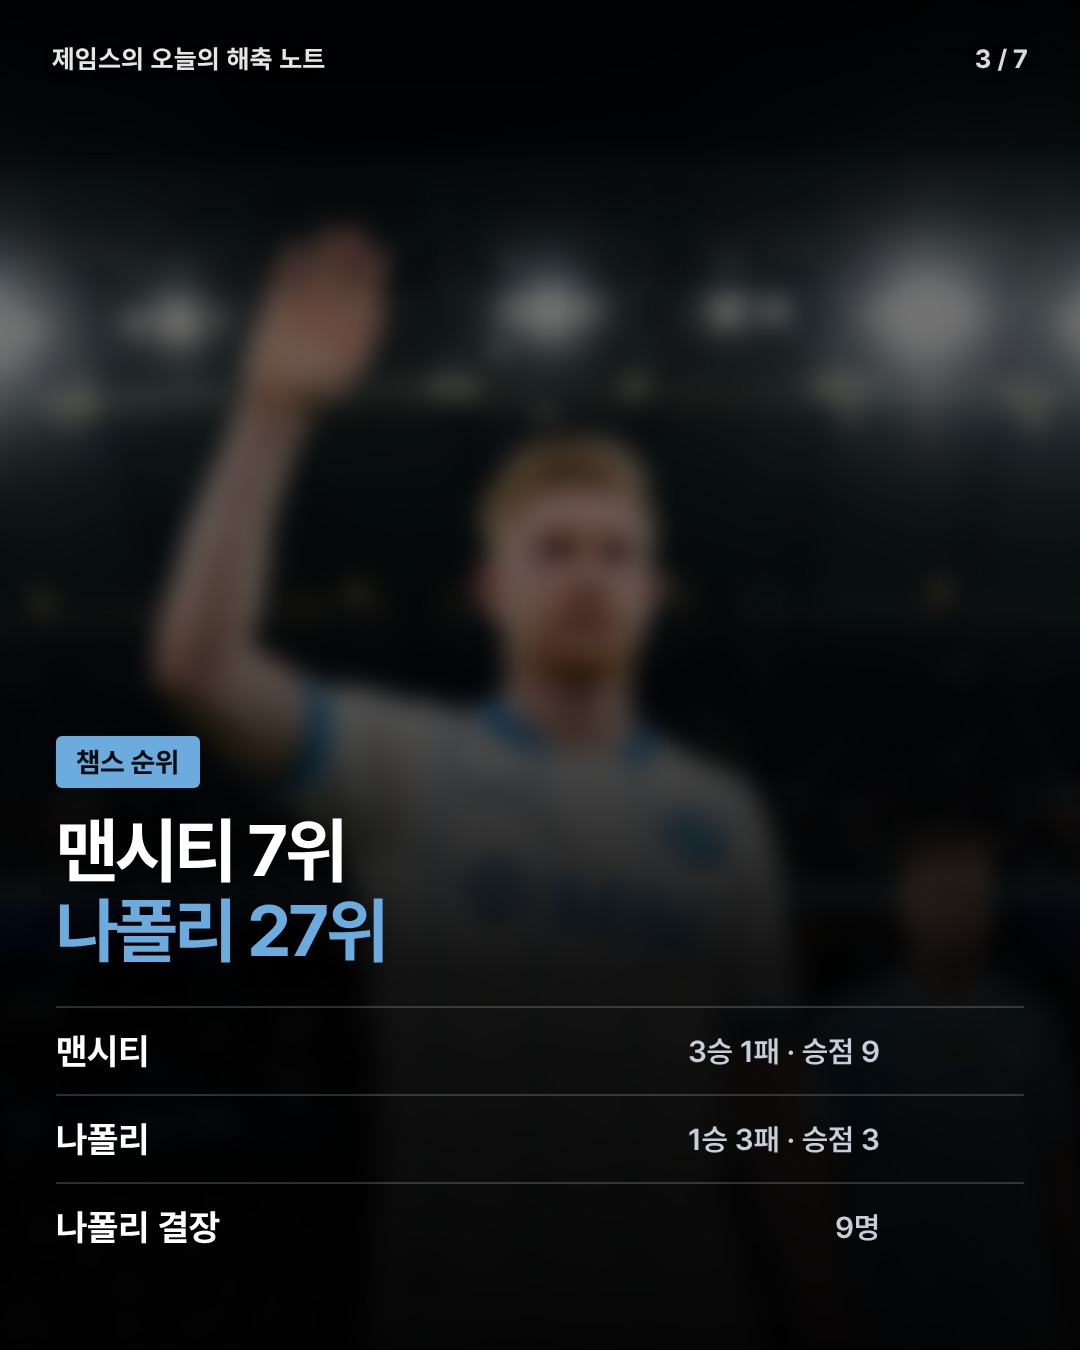 제임스의 오늘의 해축 노트
3 / 7
챔스 순위
맨시티 7위
나폴리 27위
맨시티 3승 1패 · 승점 9
나폴리 1승 3패 · 승점 3
나폴리 결장 9명